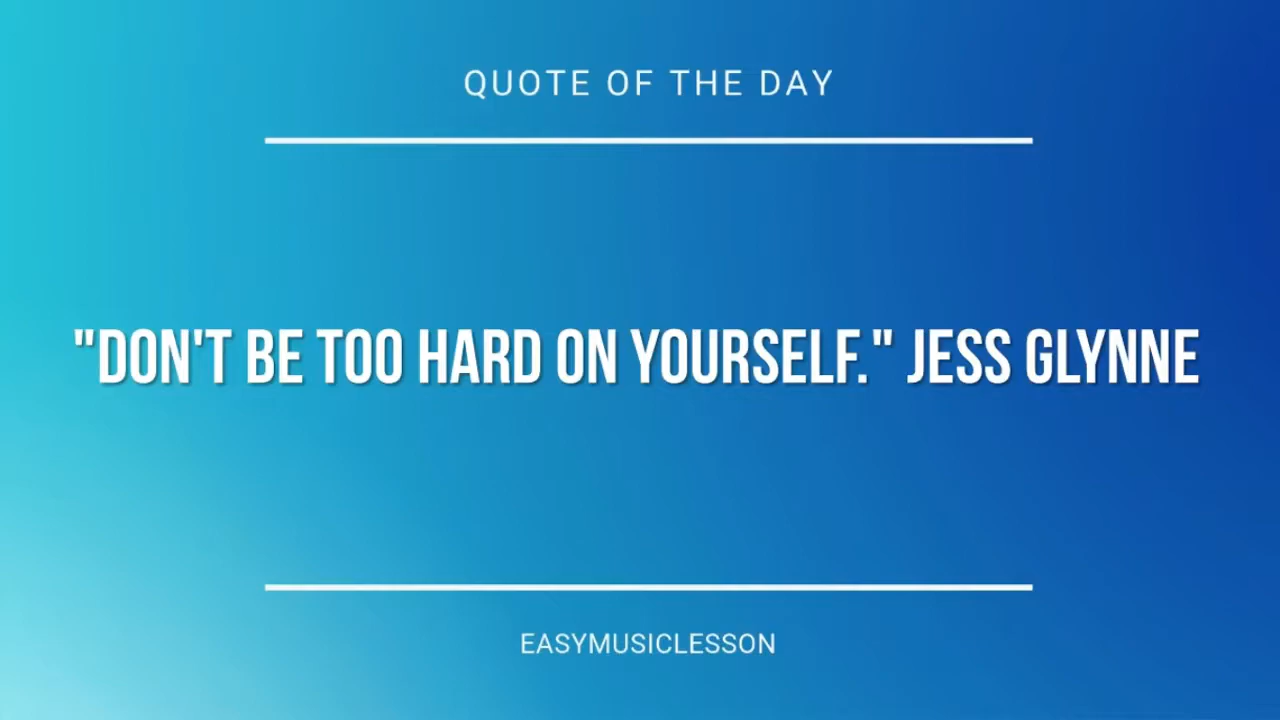 QUOTE OF THE DAY
"DON'T BE TOO HARD ON YOURSELF." JESS GLYNNE
EASYMUSICLESSON